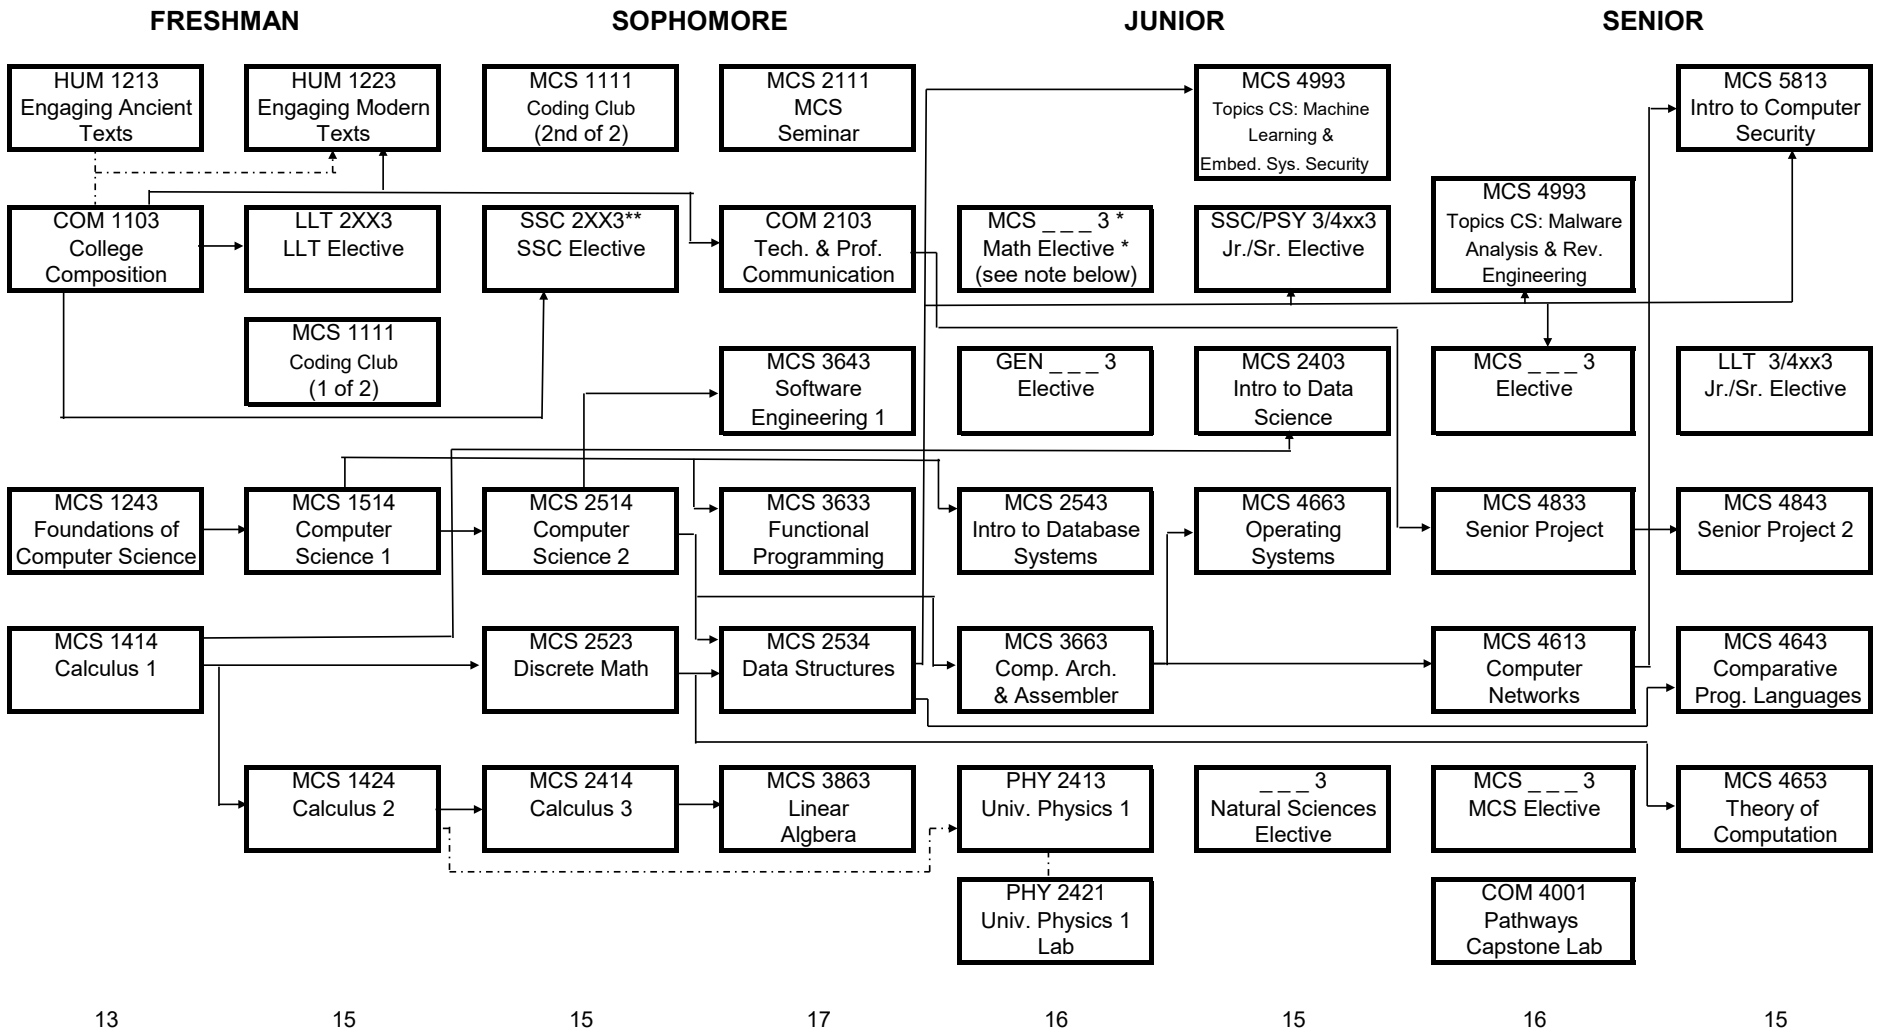 FRESHMAN
SOPHOMORE
JUNIOR
SENIOR
HUM 1213
Engaging Ancient
Texts
HUM 1223
Engaging Modern
Texts
MCS 1111
Coding Club
(2nd of 2)
MCS 2111
MCS
Seminar
MCS 4993
Topics CS: Machine
Learning &
Embed. Sys. Security
MCS 5813
Intro to Computer
Security
COM 1103
College
Composition
LLT 2XX3
LLT Elective
SSC 2XX3**
SSC Elective
COM 2103
Tech. & Prof.
Communication
MCS _ _ _ 3 *
Math Elective *
(see note below)
SSC/PSY 3/4xx3
Jr./Sr. Elective
MCS 4993
Topics CS: Malware
Analysis & Rev.
Engineering
MCS 1111
Coding Club
(1 of 2)
MCS 3643
Software
Engineering 1
GEN _ _ _ 3
Elective
MCS 2403
Intro to Data
Science
MCS _ _ _ 3
Elective
LLT 3/4xx3
Jr./Sr. Elective
MCS 1243
Foundations of
Computer Science
MCS 1514
Computer
Science 1
MCS 2514
Computer
Science 2
MCS 3633
Functional
Programming
MCS 2543
Intro to Database
Systems
MCS 4663
Operating
Systems
MCS 4833
Senior Project
MCS 4843
Senior Project 2
MCS 1414
Calculus 1
MCS 2523
Discrete Math
MCS 2534
Data Structures
MCS 3663
Comp. Arch.
& Assembler
MCS 4613
Computer
Networks
MCS 4643
Comparative
Prog. Languages
MCS 1424
Calculus 2
MCS 2414
Calculus 3
MCS 3863
Linear
Algbera
PHY 2413
Univ. Physics 1
_ _ _ 3
Natural Sciences
Elective
MCS _ _ _ 3
MCS Elective
MCS 4653
Theory of
Computation
PHY 2421
Univ. Physics 1
Lab
COM 4001
Pathways
Capstone Lab
13
15
15
17
16
15
16
15